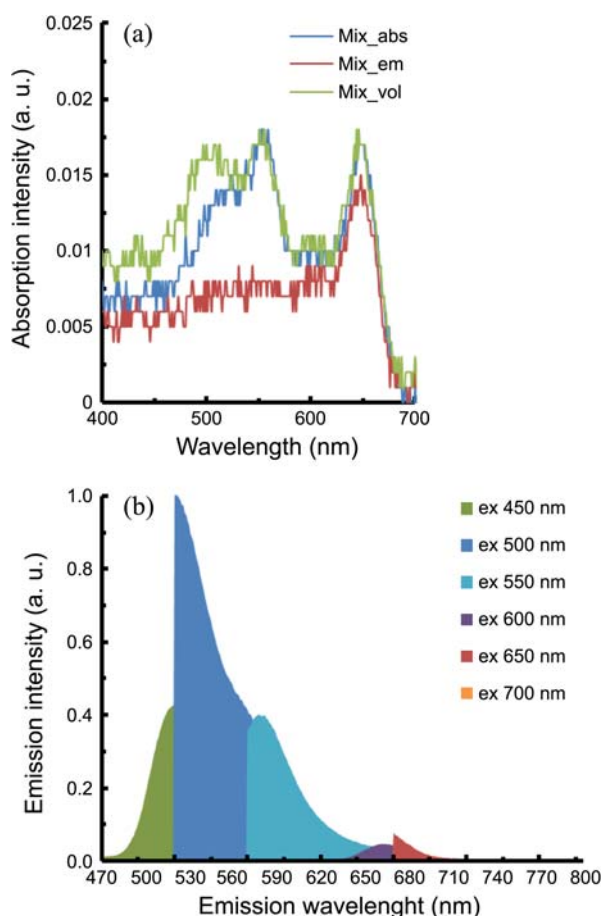 (a)
Mix_abs
Mix_em
Mix_vol
Absorption intensity (a. u.)
0.025
0.02
0.015
0.01
0.005
0
400 500 600 700
Wavelength (nm)
(b)
ex 450 nm
ex 500 nm
ex 550 nm
ex 600 nm
ex 650 nm
ex 700 nm
Emission intensity (a. u.)
1.0
0.8
0.6
0.4
0.2
0.0
470 500 530 560 590 620 650 680 710 740 770 800
Emission wavelenght (nm)